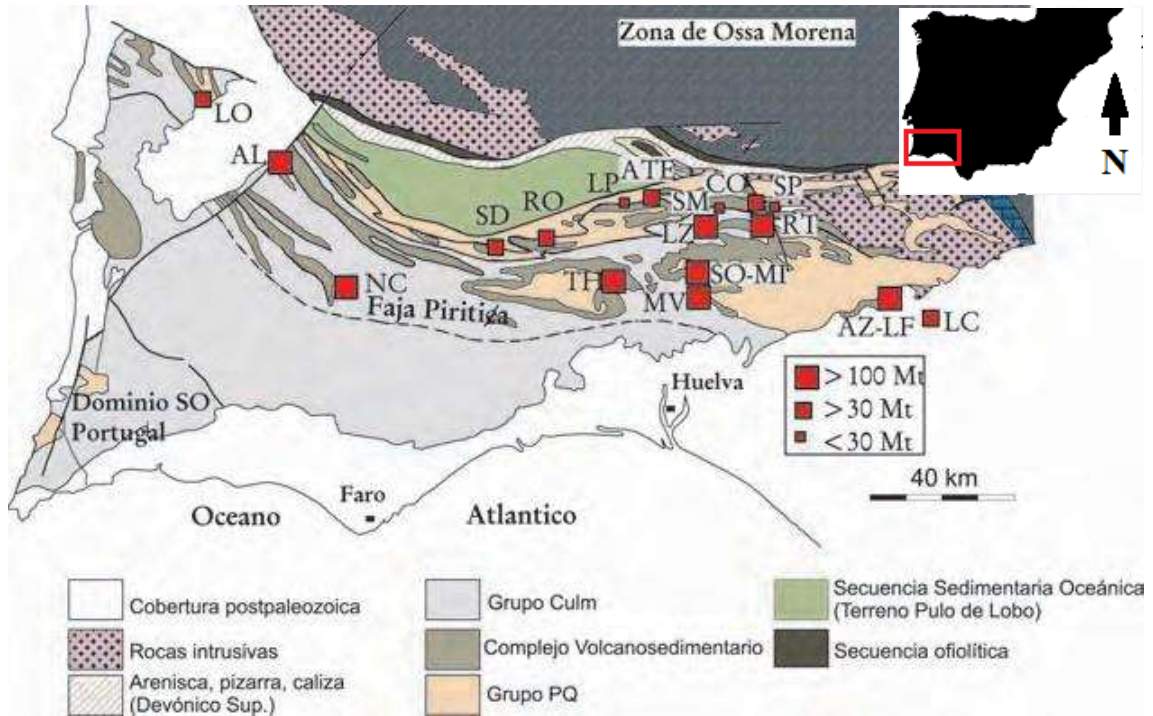 Zona de Ossa Morena
N
LO
AL
ATE
LP
CO
SP
SM
RO
SD
LZ
RT
TH
SO-MI
NC
MV
Faja Piritica
AZ-LF
LC
Huelva
> 100 Mt
> 30 Mt
< 30 Mt
Dominio SO
Portugal
40 km
Faro
Oceano
Atlantico
Cobertura postpaleozoica
Grupo Culm
Secuencia Sedimentaria Oceánica
(Terreno Pulo de Lobo)
Rocas intrusivas
Complejo Volcanosedimentario
Secuencia ofiolítica
Arenisca, pizarra, caliza
(Devónico Sup.)
Grupo PQ